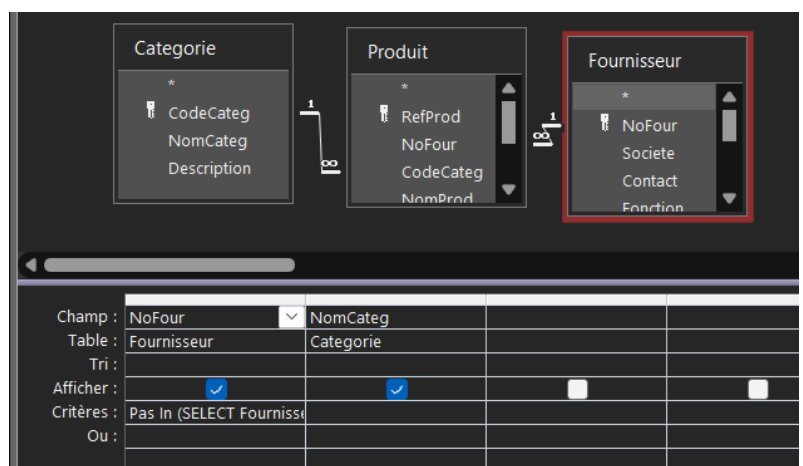 Categorie
*
CodeCateg
NomCateg
Description
1
∞
Produit
*
RefProd
NoFour
CodeCateg
NomProd
1
∞
Fournisseur
*
NoFour
Societe
Contact
Fonction
Champ : NoFour NomCateg
Table : Fournisseur Categorie
Tri :
Afficher :
Critères : Pas In (SELECT Fournisse
Ou :